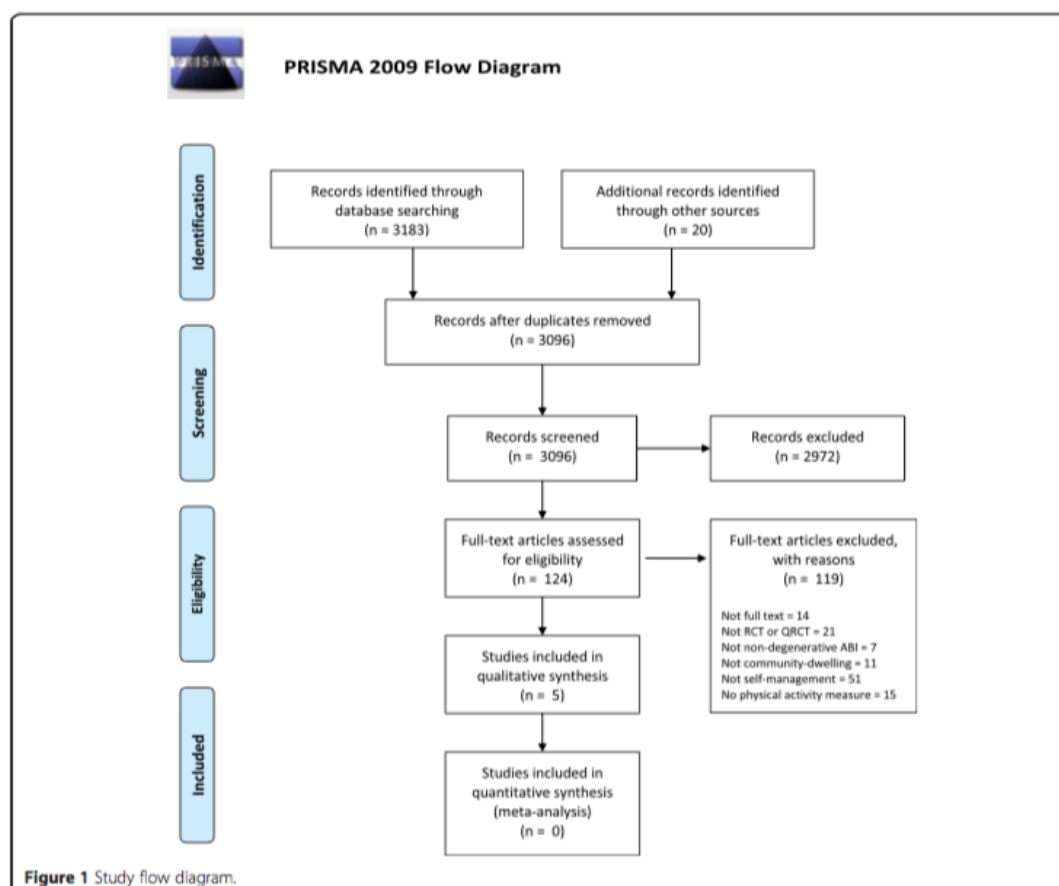 PRISMA
PRISMA 2009 Flow Diagram
Identification
Records identified through
database searching
(n = 3183)
Additional records identified
through other sources
(n = 20)
Records after duplicates removed
(n = 3096)
Screening
Records screened
(n = 3096)
Records excluded
(n = 2972)
Eligibility
Full-text articles assessed
for eligibility
(n = 124)
Full-text articles excluded,
with reasons
(n = 119)
Not full text = 14
Not RCT or QRCT = 21
Not non-degenerative ABI = 7
Not community-dwelling = 11
Not self-management = 51
No physical activity measure = 15
Studies included in
qualitative synthesis
(n = 5)
Included
Studies included in
quantitative synthesis
(meta-analysis)
(n = 0)
Figure 1 Study flow diagram.